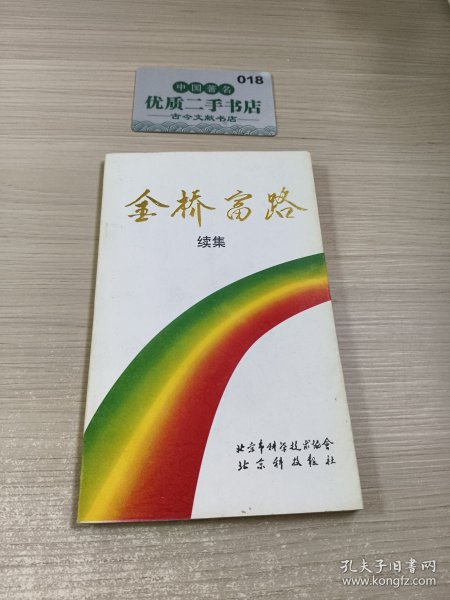 018
中国著名
优质二手书店
古今文献书店
金桥富路
续集
北京市科学技术协会
北京科技报社
孔夫子旧书网
www.kongfz.com